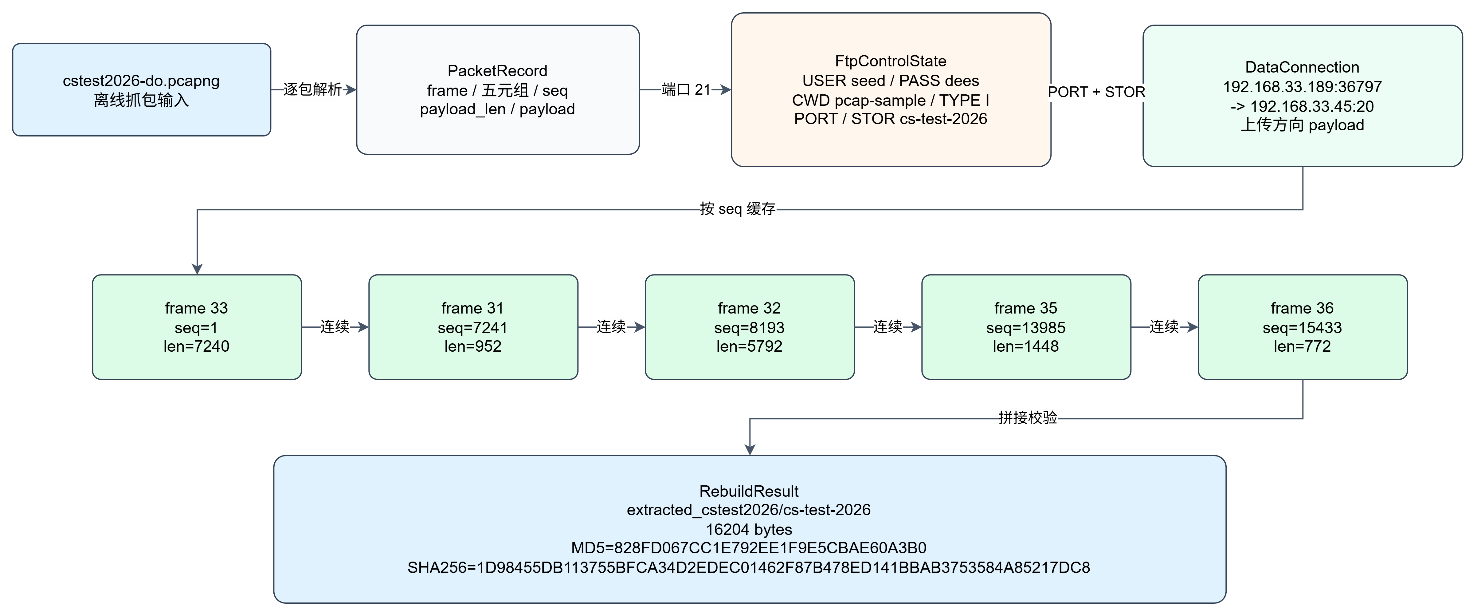 cstest2026-do.pcapng
离线抓包输入
逐包解析
PacketRecord
frame / 五元组 / seq
payload_len / payload
端口 21
FtpControlState
USER seed / PASS dees
CWD pcap-sample / TYPE I
PORT / STOR cs-test-2026
PORT + STOR
DataConnection
192.168.33.189:36797
-> 192.168.33.45:20
上传方向 payload
按 seq 缓存
frame 33
seq=1
len=7240
连续
frame 31
seq=7241
len=952
连续
frame 32
seq=8193
len=5792
连续
frame 35
seq=13985
len=1448
连续
frame 36
seq=15433
len=772
拼接校验
RebuildResult
extracted_cstest2026/cs-test-2026
16204 bytes
MD5=828FD067CC1E792EE1F9E5CBAE60A3B0
SHA256=1D98455DB113755BFCA34D2EDEC01462F87B478ED141BBAB3753584A85217DC8